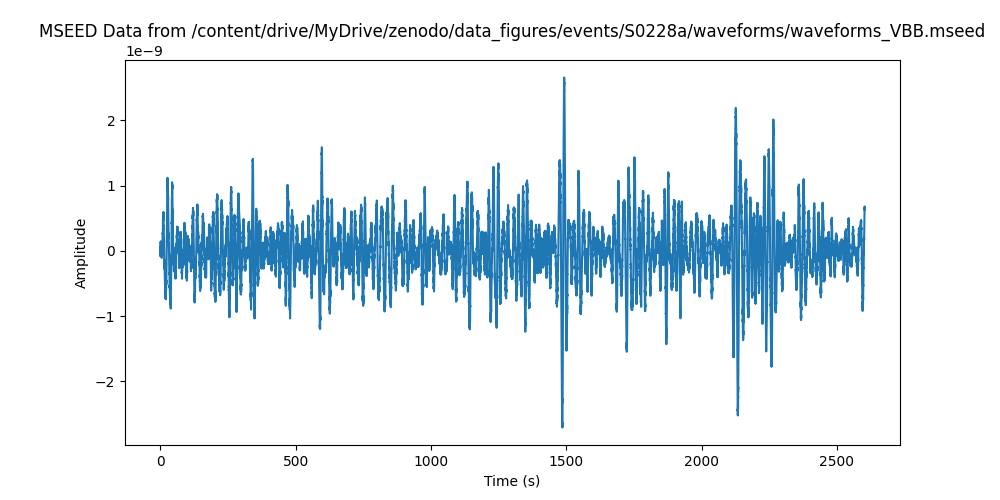 MSEED Data from /content/drive/MyDrive/zenodo/data_figures/events/S0228a/waveforms/waveforms_VBB.mseed
1e−9
2
1
0
−1
−2
Amplitude
0 500 1000 1500 2000 2500
Time (s)